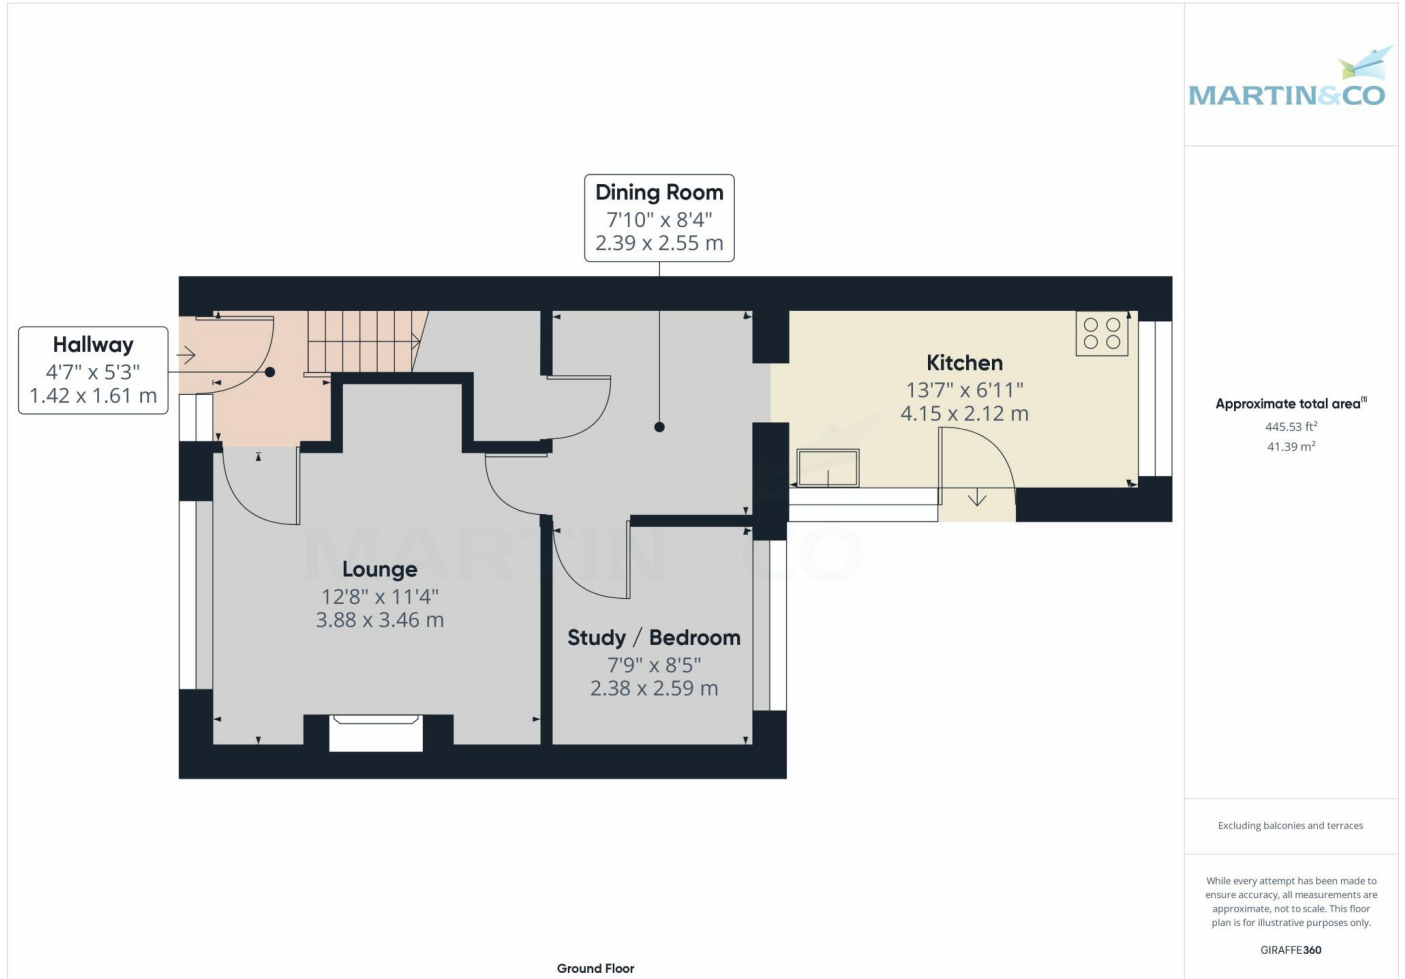 MARTIN&CO
Dining Room
7'10" x 8'4"
2.39 x 2.55 m
Hallway
4'7" x 5'3"
1.42 x 1.61 m
Kitchen
13'7" x 6'11"
4.15 x 2.12 m
Lounge
12'8" x 11'4"
3.88 x 3.46 m
Study / Bedroom
7'9" x 8'5"
2.38 x 2.59 m
MARTIN CO
Approximate total area⁽¹⁾
445.53 ft²
41.39 m²
Excluding balconies and terraces
While every attempt has been made to
ensure accuracy, all measurements are
approximate, not to scale. This floor
plan is for illustrative purposes only.
GIRAFFE360
Ground Floor